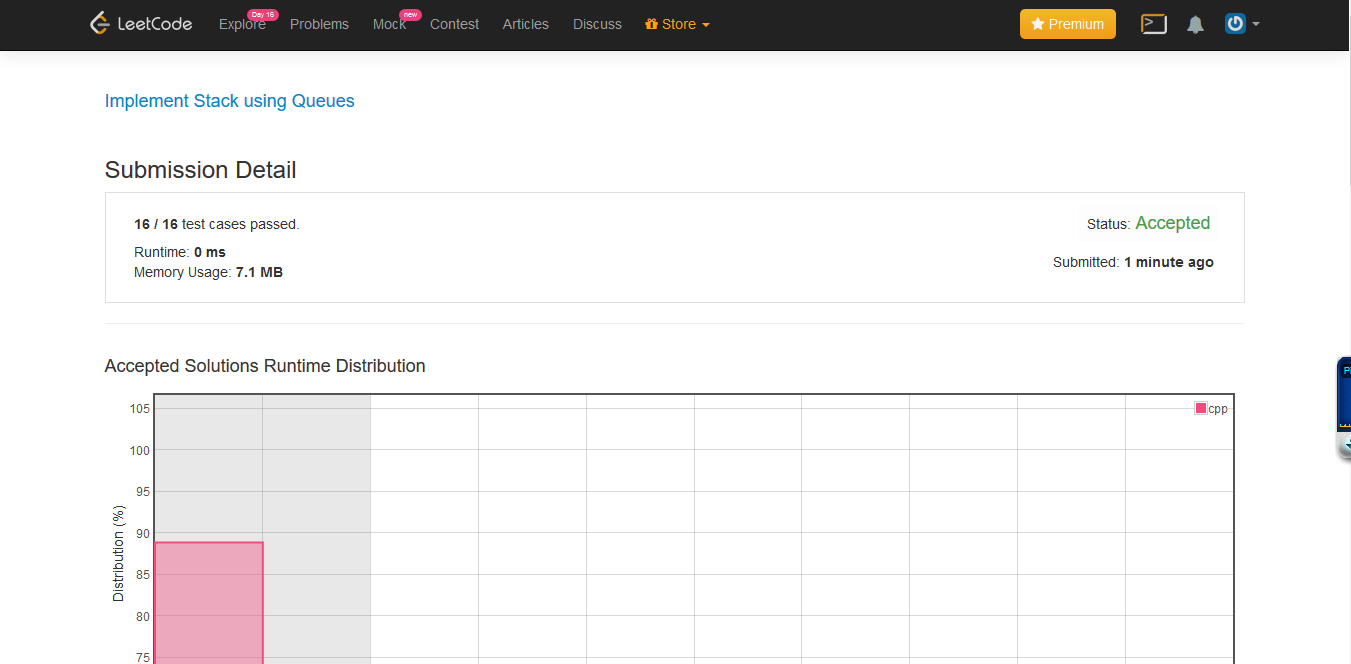 LeetCode Explore Day 16 Problems Mock new Contest Articles Discuss Store Premium
Implement Stack using Queues
Submission Detail
16 / 16 test cases passed.
Status: Accepted
Runtime: 0 ms
Memory Usage: 7.1 MB
Submitted: 1 minute ago
Accepted Solutions Runtime Distribution
cpp
105
100
95
90
85
80
75
Distribution (%)